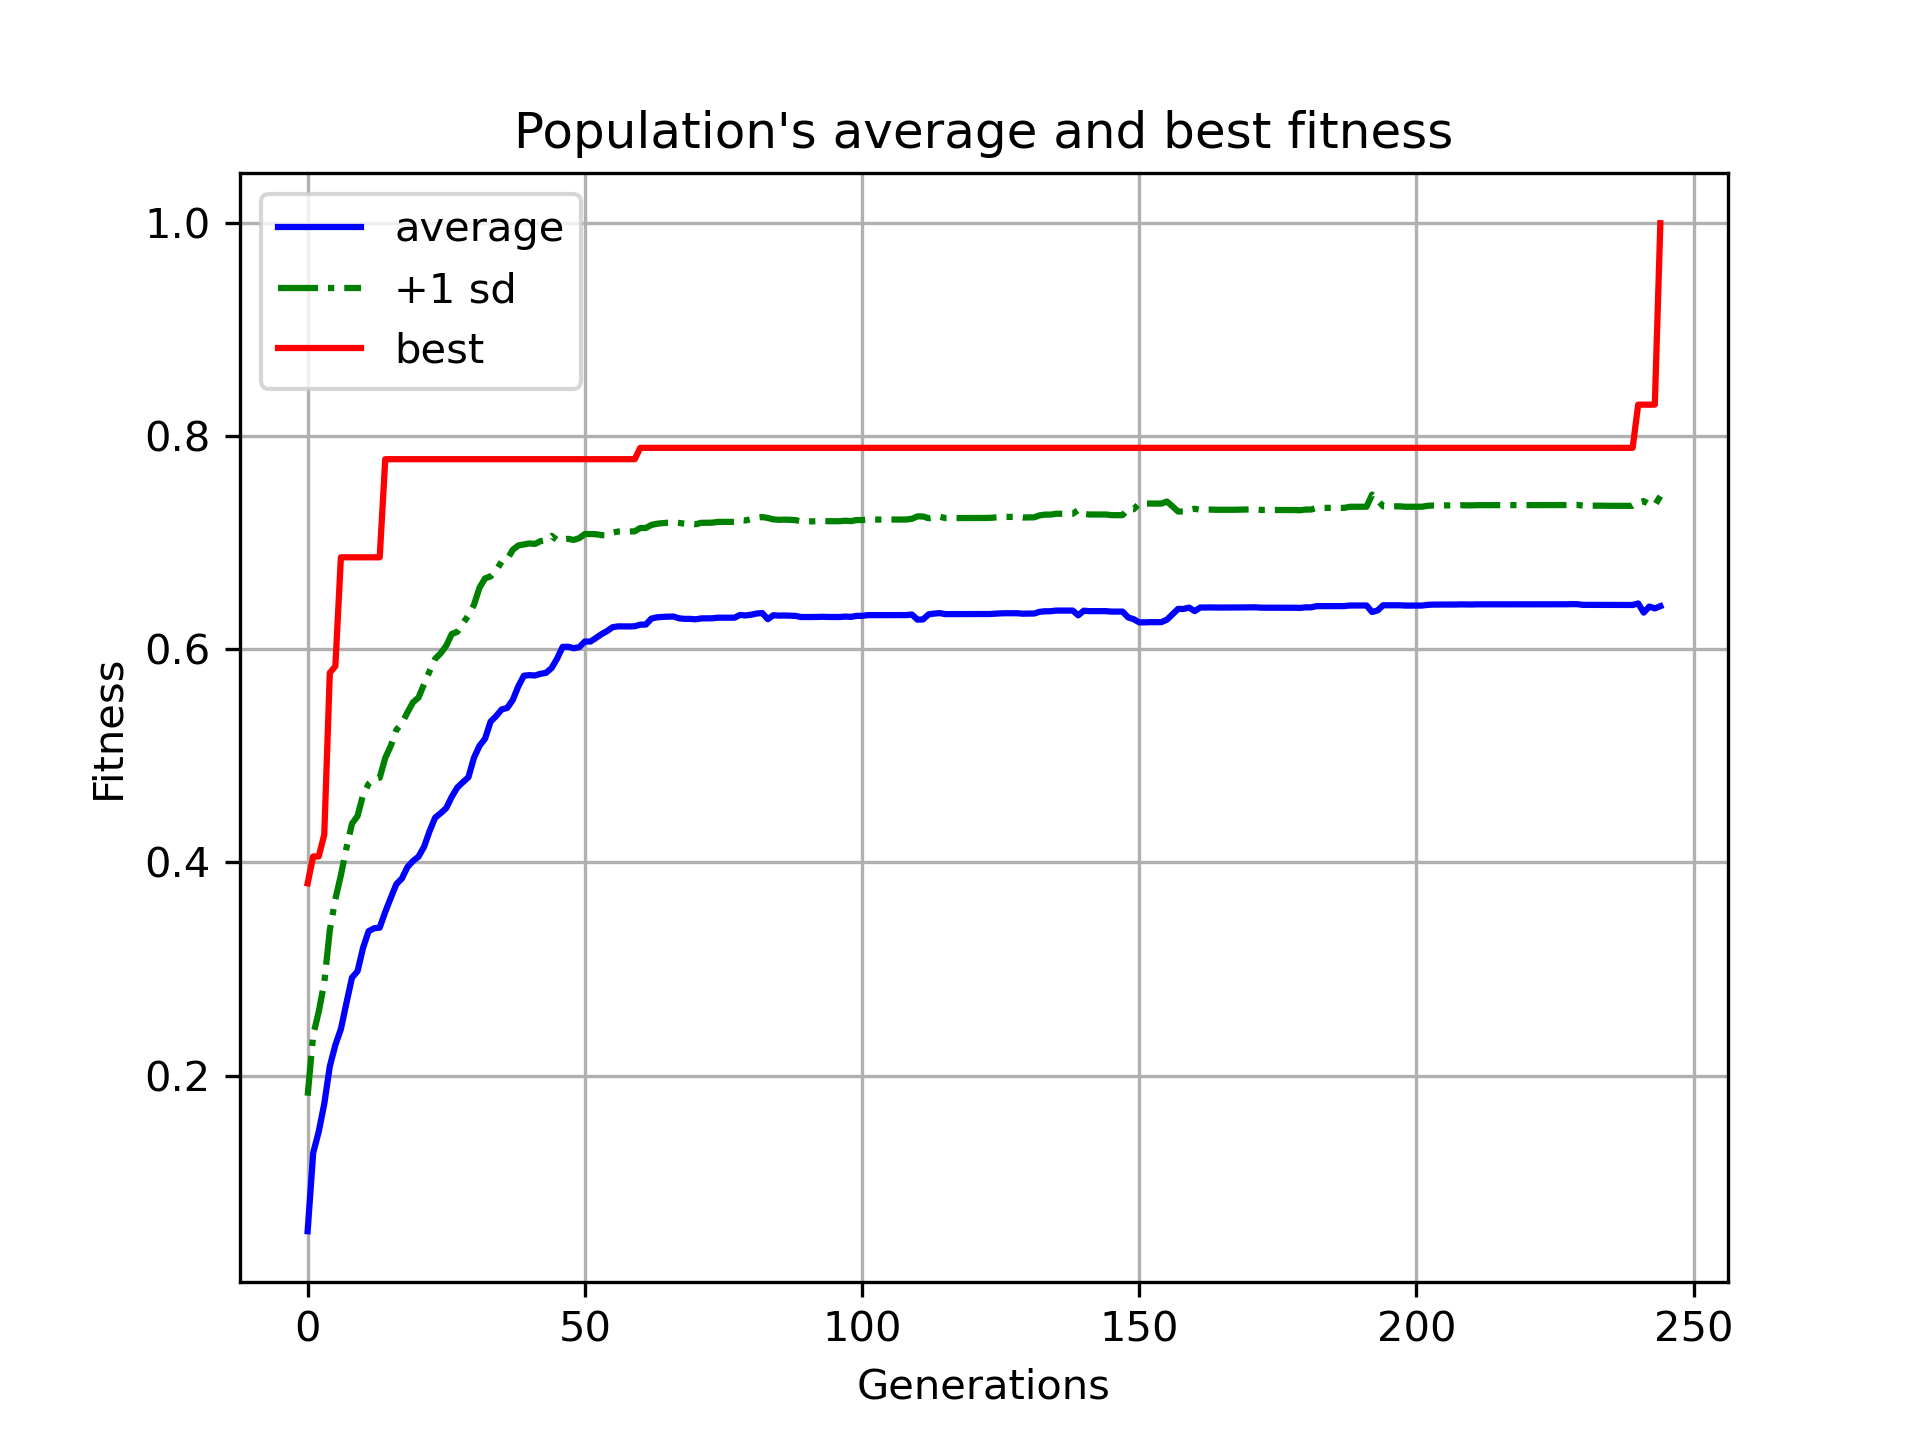 Population's average and best fitness
average
+1 sd
best
1.0
0.8
0.6
0.4
0.2
Fitness
0 50 100 150 200 250
Generations